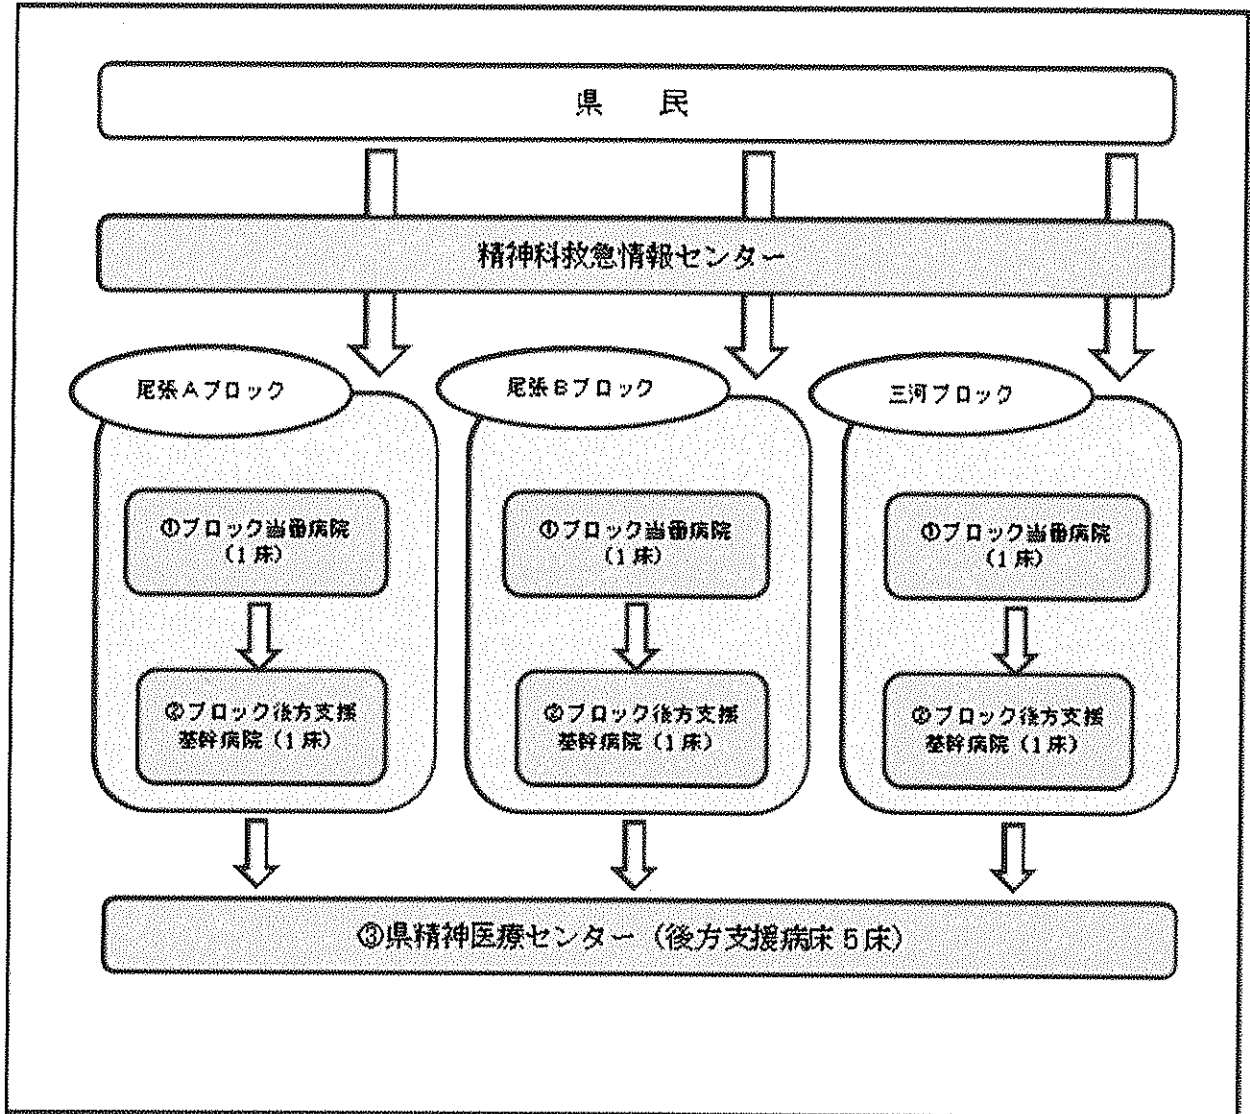 県　民
精神科救急情報センター
尾張Aブロック
尾張Bブロック
三河ブロック
①ブロック当番病院
（1床）
①ブロック当番病院
（1床）
①ブロック当番病院
（1床）
②ブロック後方支援
基幹病院（1床）
②ブロック後方支援
基幹病院（1床）
②ブロック後方支援
基幹病院（1床）
③県精神医療センター（後方支援病床5床）